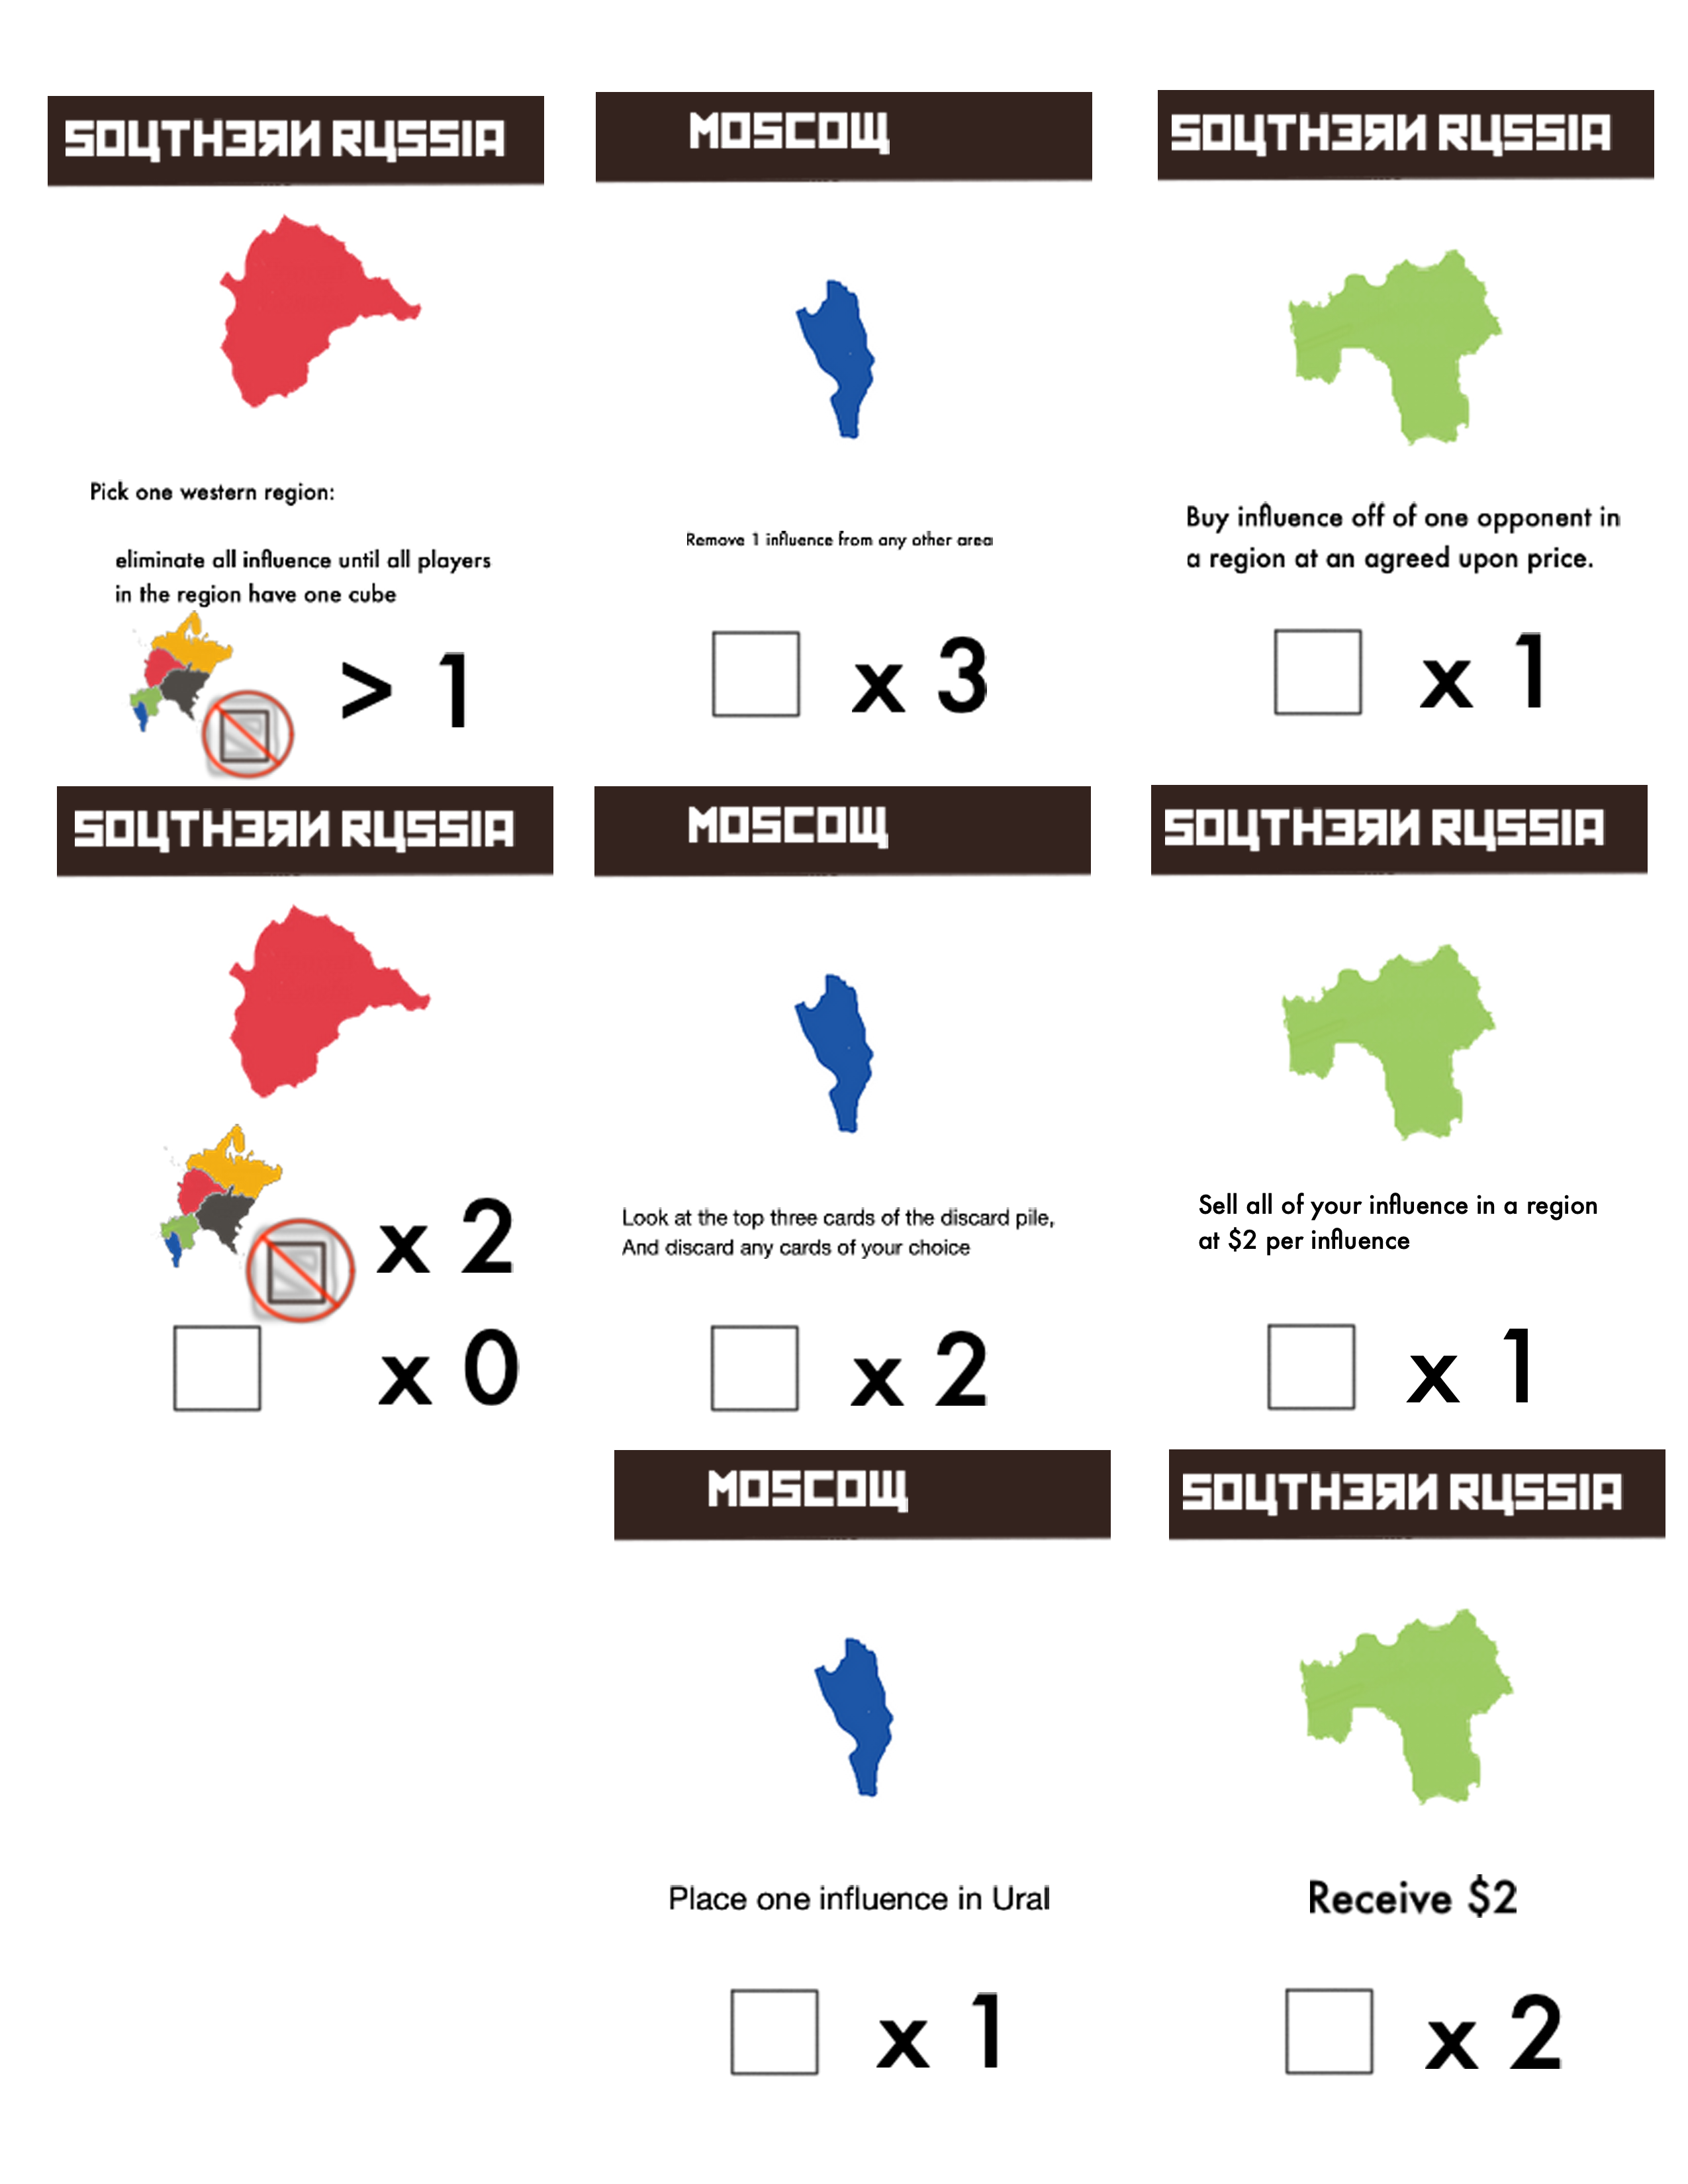 SOUTHERN RUSSIA
Pick one western region:
eliminate all influence until all players
in the region have one cube
> 1
MOSCOW
Remove 1 influence from any other area
x 3
SOUTHERN RUSSIA
Buy influence off of one opponent in
a region at an agreed upon price.
x 1
SOUTHERN RUSSIA
x 2
x 0
MOSCOW
Look at the top three cards of the discard pile,
And discard any cards of your choice
x 2
SOUTHERN RUSSIA
Sell all of your influence in a region
at $2 per influence
x 1
MOSCOW
Place one influence in Ural
x 1
SOUTHERN RUSSIA
Receive $2
x 2